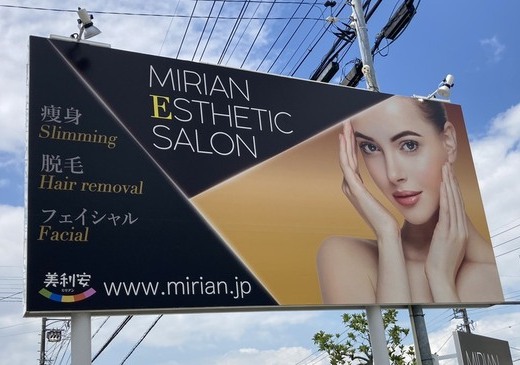 MIRIAN
ESTHETIC
SALON
痩身
Slimming
脱毛
Hair removal
フェイシャル
Facial
美利安
www.mirian.jp
MIRIAN